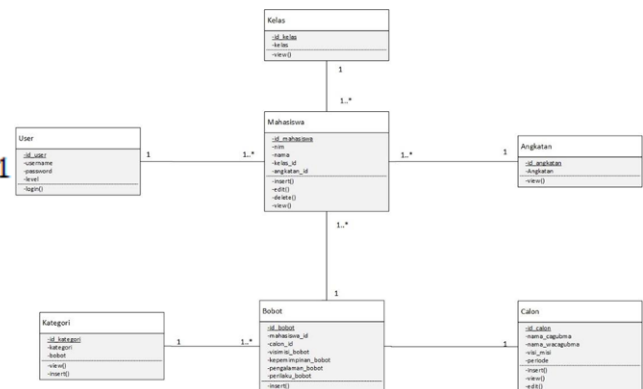 Kelas
-id_kelas
-kelas
-view()
1
1..*
Mahasiswa
-id_mahasiswa
-nim
-nama
-kelas_id
-angkatan_id
-insert()
-edit()
-delete()
-view()
User
-id_user
-username
-password
-level
-login()
1
1
1..*
1..*
1
Angkatan
-id_angkatan
-Angkatan
-view()
1..*
1
Kategori
-id_kategori
-kategori
-bobot
-view()
-insert()
1
1..*
Bobot
-id_bobot
-mahasiswa_id
-calon_id
-visimisi_bobot
-kepemimpinan_bobot
-pengalaman_bobot
-perilaku_bobot
-insert()
1
Calon
-id_calon
-nama_cagubma
-nama_wacagubma
-visi_misi
-periode
-insert()
-view()
-edit()